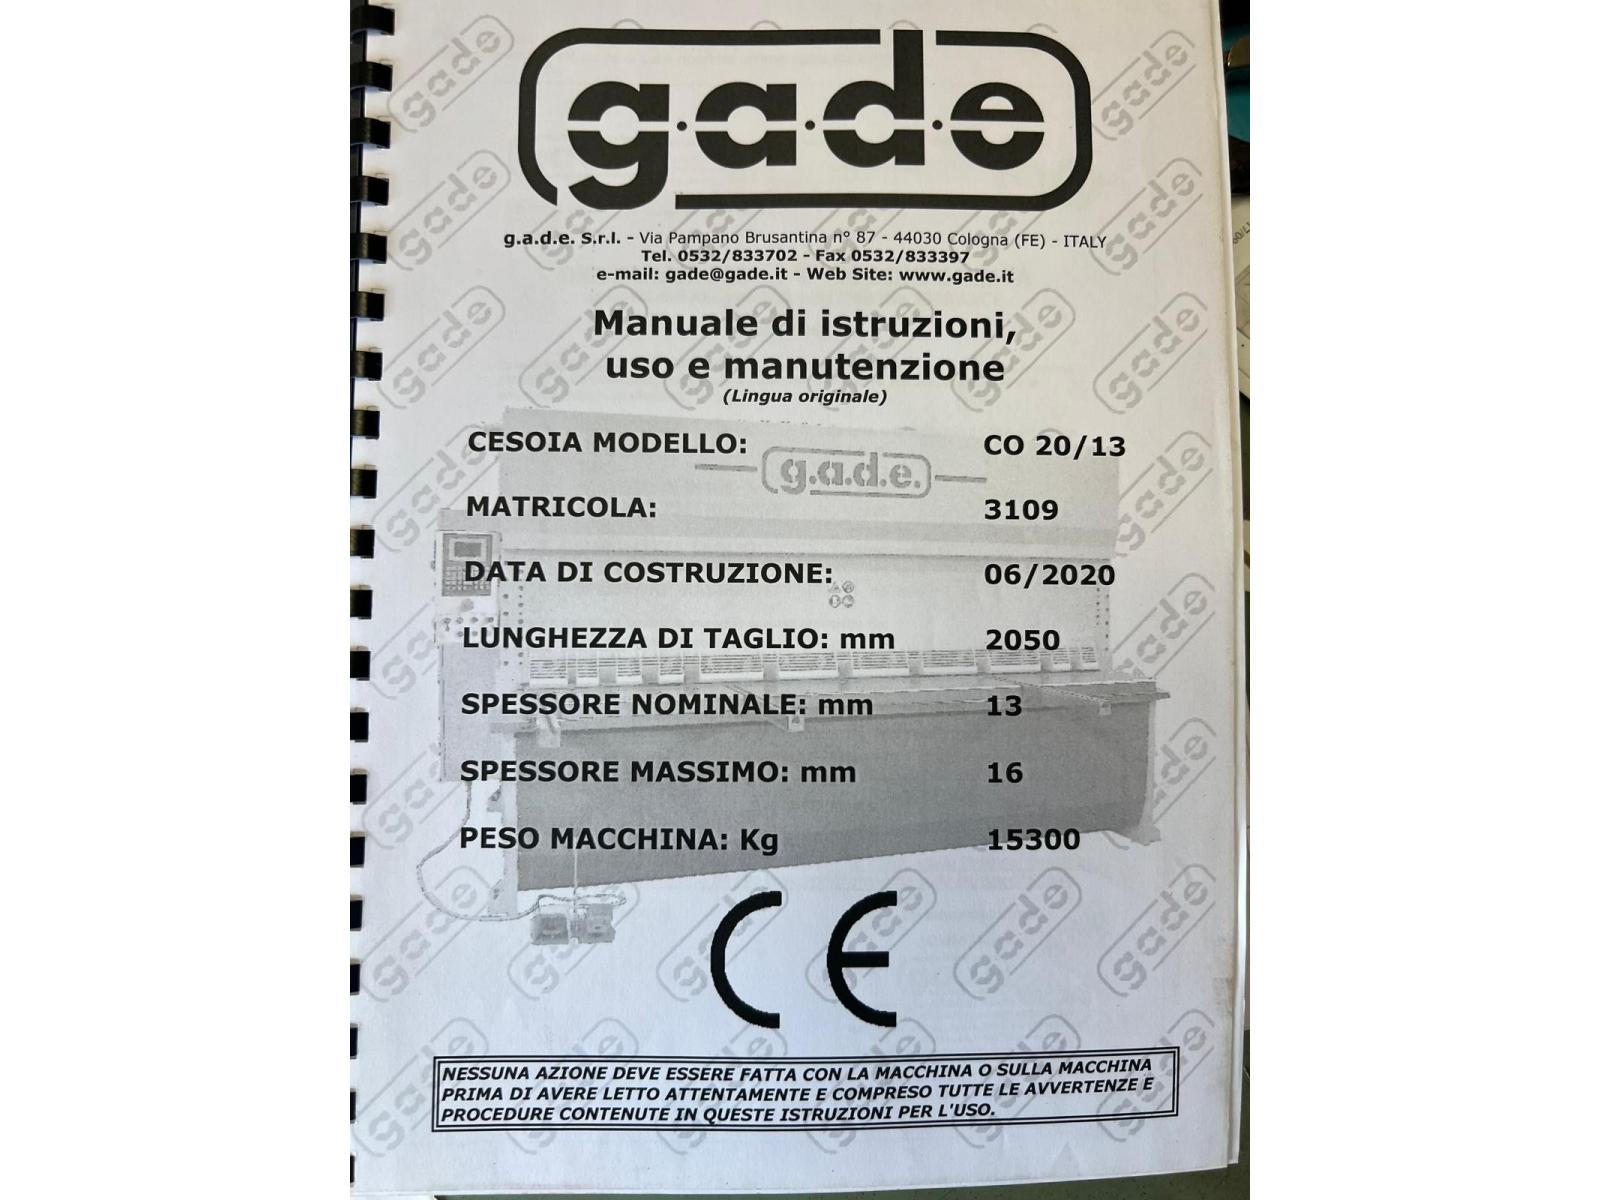 g.a.d.e
g.a.d.e. S.r.l. - Via Pampano Brusantina n° 87 - 44030 Cologna (FE) - ITALY
Tel. 0532/833702 - Fax 0532/833397
e-mail: gade@gade.it - Web Site: www.gade.it
Manuale di istruzioni,
uso e manutenzione
(Lingua originale)
CESOIA MODELLO: CO 20/13
g.a.d.e.
MATRICOLA: 3109
DATA DI COSTRUZIONE: 06/2020
LUNGHEZZA DI TAGLIO: mm 2050
SPESSORE NOMINALE: mm 13
SPESSORE MASSIMO: mm 16
PESO MACCHINA: Kg 15300
CE
NESSUNA AZIONE DEVE ESSERE FATTA CON LA MACCHINA O SULLA MACCHINA
PRIMA DI AVERE LETTO ATTENTAMENTE E COMPRESO TUTTE LE AVVERTENZE E
PROCEDURE CONTENUTE IN QUESTE ISTRUZIONI PER L'USO.